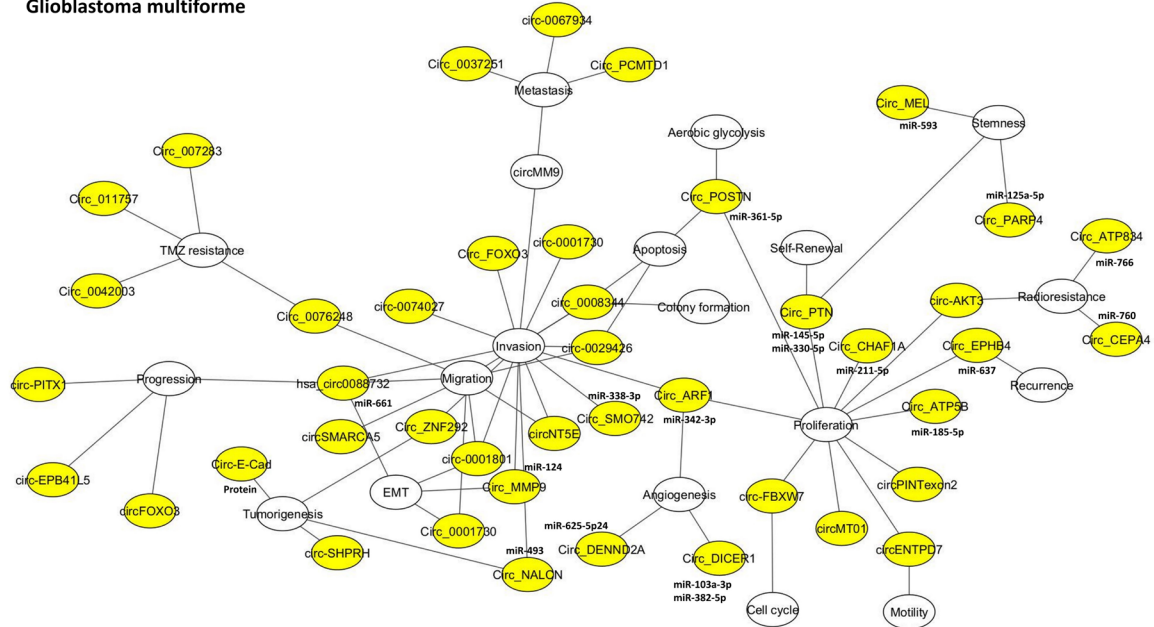 Glioblastoma multiforme
circ-0067934
Circ_0037251
Circ_PCMTD1
Metastasis
Circ_MEL
miR-593
Stemness
Aerobic glycolysis
Circ_007283
circMM9
Circ_011757
Circ_POSTN
miR-361-5p
miR-125a-5p
Circ_PARP4
Circ_ATP834
miR-766
TMZ resistance
Circ_FOXO3
circ-0001730
Apoptosis
Self-Renewal
Circ_0042003
circ-0074027
circ_0008344
Colony formation
circ-AKT3
Radioresistance
Circ_0076248
Circ_PTN
miR-145-5p
miR-330-5p
miR-760
Circ_CEPA4
Invasion
circ-0029426
Circ_CHAF1A
miR-211-5p
Circ_EPHB4
miR-637
circ-PITX1
Progression
hsa_circ0088732
miR-661
Migration
Recurrence
miR-338-3p
Circ_SMO742
Circ_ARF1
miR-342-3p
Circ_ATP5B
miR-185-5p
circSMARCA5
Circ_ZNF292
circNT5E
Proliferation
Circ-E-Cad
Protein
circ-0001801
miR-124
circ-EPB41L5
EMT
Circ_MMP9
Angiogenesis
circ-FBXW7
circPINTexon2
circFOXO3
Tumorigenesis
Circ_0001730
miR-625-5p24
Circ_DENND2A
circMT01
circ-SHPRH
miR-493
Circ_NALCN
Circ_DICER1
miR-103a-3p
miR-382-5p
circENTPD7
Cell cycle
Motility